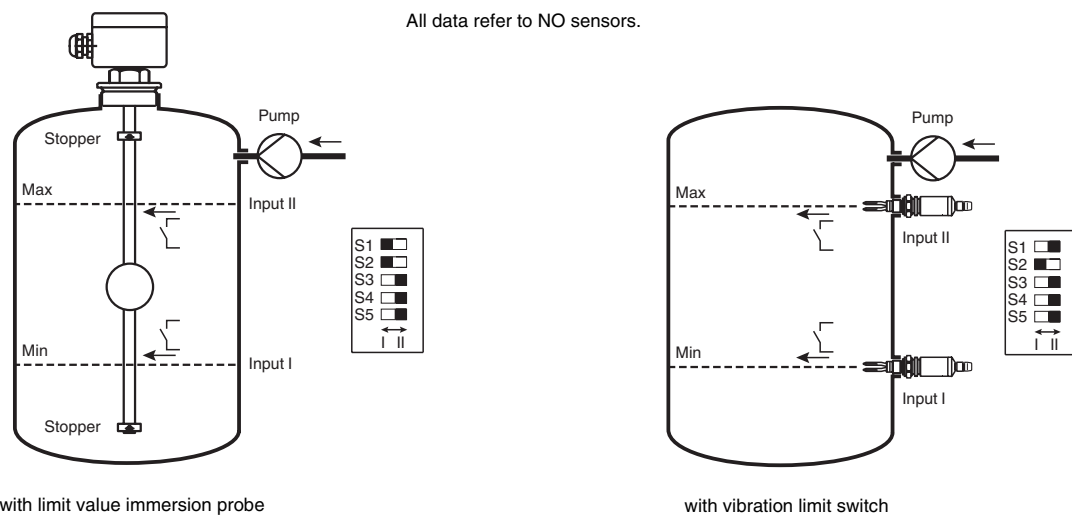 All data refer to NO sensors.
Pump
Stopper
Max
Input II
S1
S2
S3
S4
S5
I II
Min
Input I
Stopper
with limit value immersion probe
Pump
Max
Input II
S1
S2
S3
S4
S5
I II
Min
Input I
with vibration limit switch